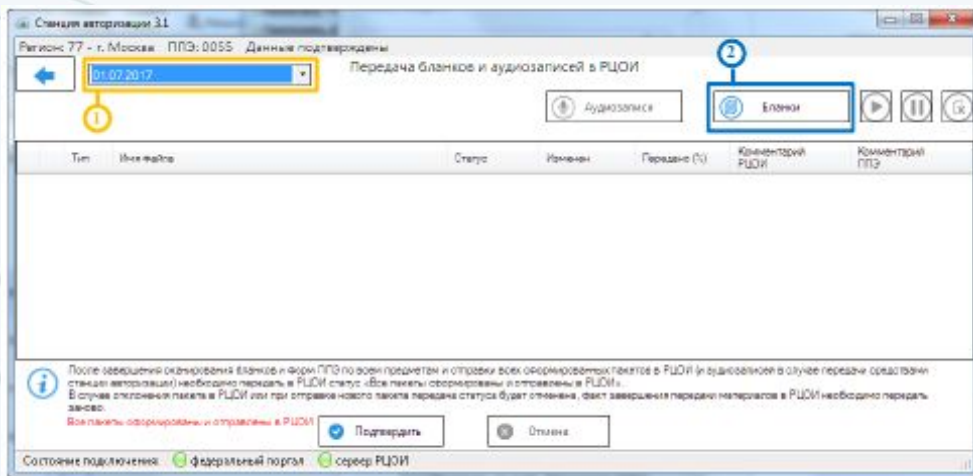 Станция авторизации 3.1
Регион: 77 - г. Москва ППЭ: 0055 Данные подтверждены
2
01.07.2017
Передача бланков и аудиозаписей в РЦОИ
1
Аудиозаписи
Бланки
Тип Имя файла Статус Изменен Передано (%) Комментарий РЦОИ Комментарий ППЭ
После завершения сканирования бланков и форм ППЭ по всем предметам и отправки всех сформированных пакетов в РЦОИ (и аудиозаписей в случае передачи средствами
станции авторизации) необходимо передать в РЦОИ статус «Все пакеты сформированы и отправлены в РЦОИ».
В случае отклонения пакета в РЦОИ или при отправке нового пакета передача статуса будет отменена, факт завершения передачи материалов в РЦОИ необходимо передать
заново.
Все пакеты сформированы и отправлены в РЦОИ
Подтвердить
Отмена
Состояние подключения: федеральный портал сервер РЦОИ